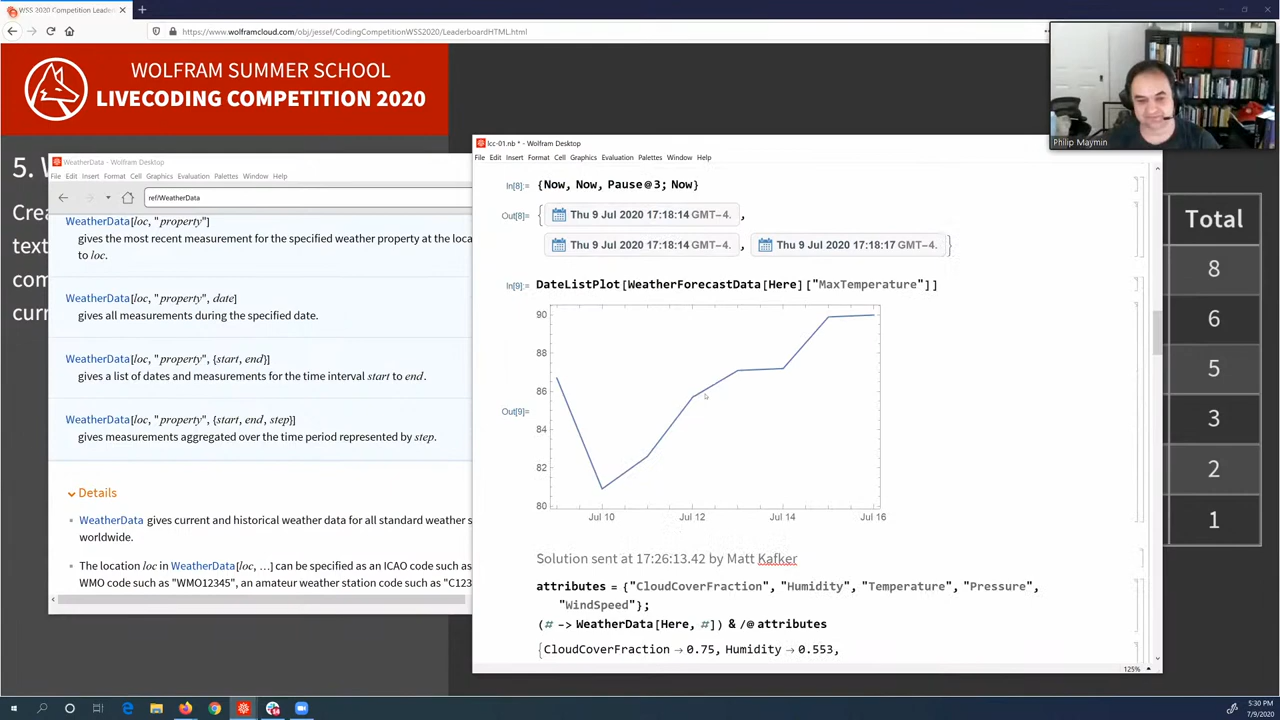 WSS 2020 Competition Leader
https://www.wolframcloud.com/obj/jessef/CodingCompetitionWSS2020/LeaderboardHTML.html
WOLFRAM SUMMER SCHOOL
LIVECODING COMPETITION 2020
Philip Maymin
5. W
Crea
text
com
curr
WeatherData - Wolfram Desktop
File Edit Insert Format Cell Graphics Evaluation Palettes Window Help
ref/WeatherData
WeatherData[loc, "property"]
gives the most recent measurement for the specified weather property at the loca
to loc.
WeatherData[loc, "property", date]
gives all measurements during the specified date.
WeatherData[loc, "property", {start, end}]
gives a list of dates and measurements for the time interval start to end.
WeatherData[loc, "property", {start, end, step}]
gives measurements aggregated over the time period represented by step.
Details
WeatherData gives current and historical weather data for all standard weather s
worldwide.
The location loc in WeatherData[loc, …] can be specified as an ICAO code such as
WMO code such as "WMO12345", an amateur weather station code such as "C123
lcc-01.nb * - Wolfram Desktop
File Edit Insert Format Cell Graphics Evaluation Palettes Window Help
In[8]:= {Now, Now, Pause@3; Now}
Out[8]= { Thu 9 Jul 2020 17:18:14 GMT-4. ,
Thu 9 Jul 2020 17:18:14 GMT-4. , Thu 9 Jul 2020 17:18:17 GMT-4. }
In[9]:= DateListPlot[WeatherForecastData[Here]["MaxTemperature"]]
Out[9]=
90
88
86
84
82
80
Jul 10 Jul 12 Jul 14 Jul 16
Solution sent at 17:26:13.42 by Matt Kafker
attributes = {"CloudCoverFraction", "Humidity", "Temperature", "Pressure",
"WindSpeed"};
(# -> WeatherData[Here, #]) & /@ attributes
{CloudCoverFraction → 0.75, Humidity → 0.553,
125%
Total
8
6
5
3
2
1
5:30 PM
7/9/2020